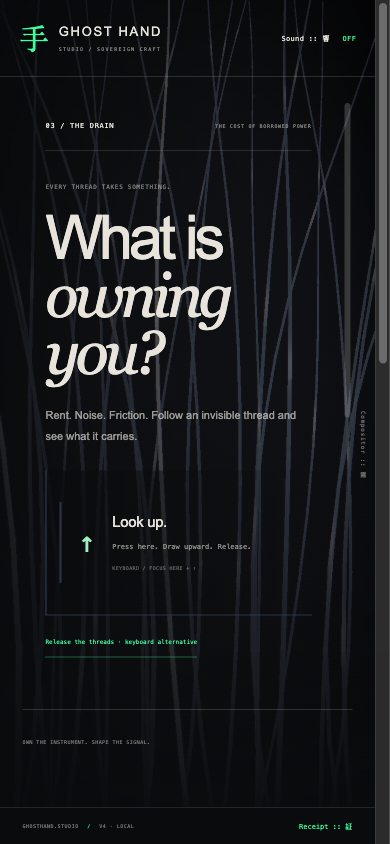 手 GHOST HAND
STUDIO / SOVEREIGN CRAFT
Sound :: 響 OFF
03 / THE DRAIN
THE COST OF BORROWED POWER
EVERY THREAD TAKES SOMETHING.
What is
owning
you?
Rent. Noise. Friction. Follow an invisible thread and
see what it carries.
↑
Look up.
Press here. Draw upward. Release.
KEYBOARD / FOCUS HERE + ↑
Release the threads · keyboard alternative
Compositor ::
OWN THE INSTRUMENT. SHAPE THE SIGNAL.
GHOSTHAND.STUDIO / V4 · LOCAL
Receipt :: 証